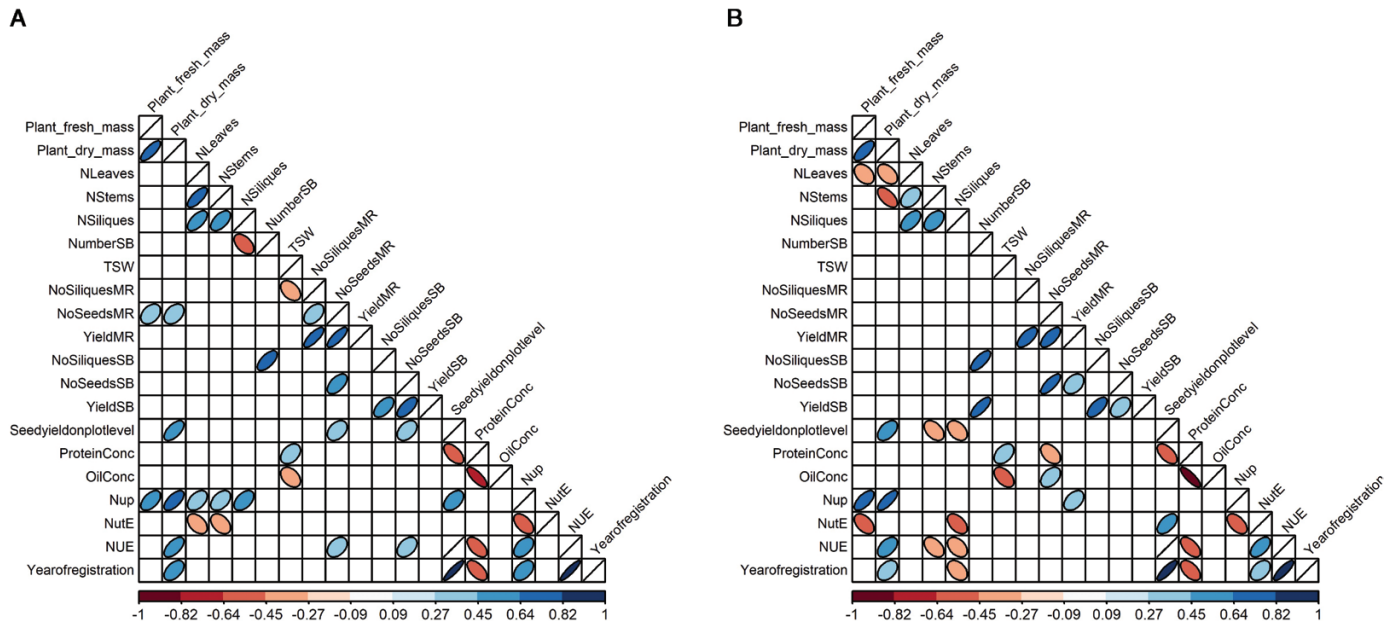 A
Plant_fresh_mass
Plant_dry_mass
NLeaves
NStems
NSiliques
NumberSB
TSW
NoSiliquesMR
NoSeedsMR
YieldMR
NoSiliquesSB
NoSeedsSB
YieldSB
Seedyieldonplotlevel
ProteinConc
OilConc
Nup
NutE
NUE
Yearofregistration
Plant_fresh_mass
Plant_dry_mass
NLeaves
NStems
NSiliques
NumberSB
TSW
NoSiliquesMR
NoSeedsMR
YieldMR
NoSiliquesSB
NoSeedsSB
YieldSB
Seedyieldonplotlevel
ProteinConc
OilConc
Nup
NutE
NUE
Yearofregistration
-1 -0.82 -0.64 -0.45 -0.27 -0.09 0.09 0.27 0.45 0.64 0.82 1
B
Plant_fresh_mass
Plant_dry_mass
NLeaves
NStems
NSiliques
NumberSB
TSW
NoSiliquesMR
NoSeedsMR
YieldMR
NoSiliquesSB
NoSeedsSB
YieldSB
Seedyieldonplotlevel
ProteinConc
OilConc
Nup
NutE
NUE
Yearofregistration
Plant_fresh_mass
Plant_dry_mass
NLeaves
NStems
NSiliques
NumberSB
TSW
NoSiliquesMR
NoSeedsMR
YieldMR
NoSiliquesSB
NoSeedsSB
YieldSB
Seedyieldonplotlevel
ProteinConc
OilConc
Nup
NutE
NUE
Yearofregistration
-1 -0.82 -0.64 -0.45 -0.27 -0.09 0.09 0.27 0.45 0.64 0.82 1